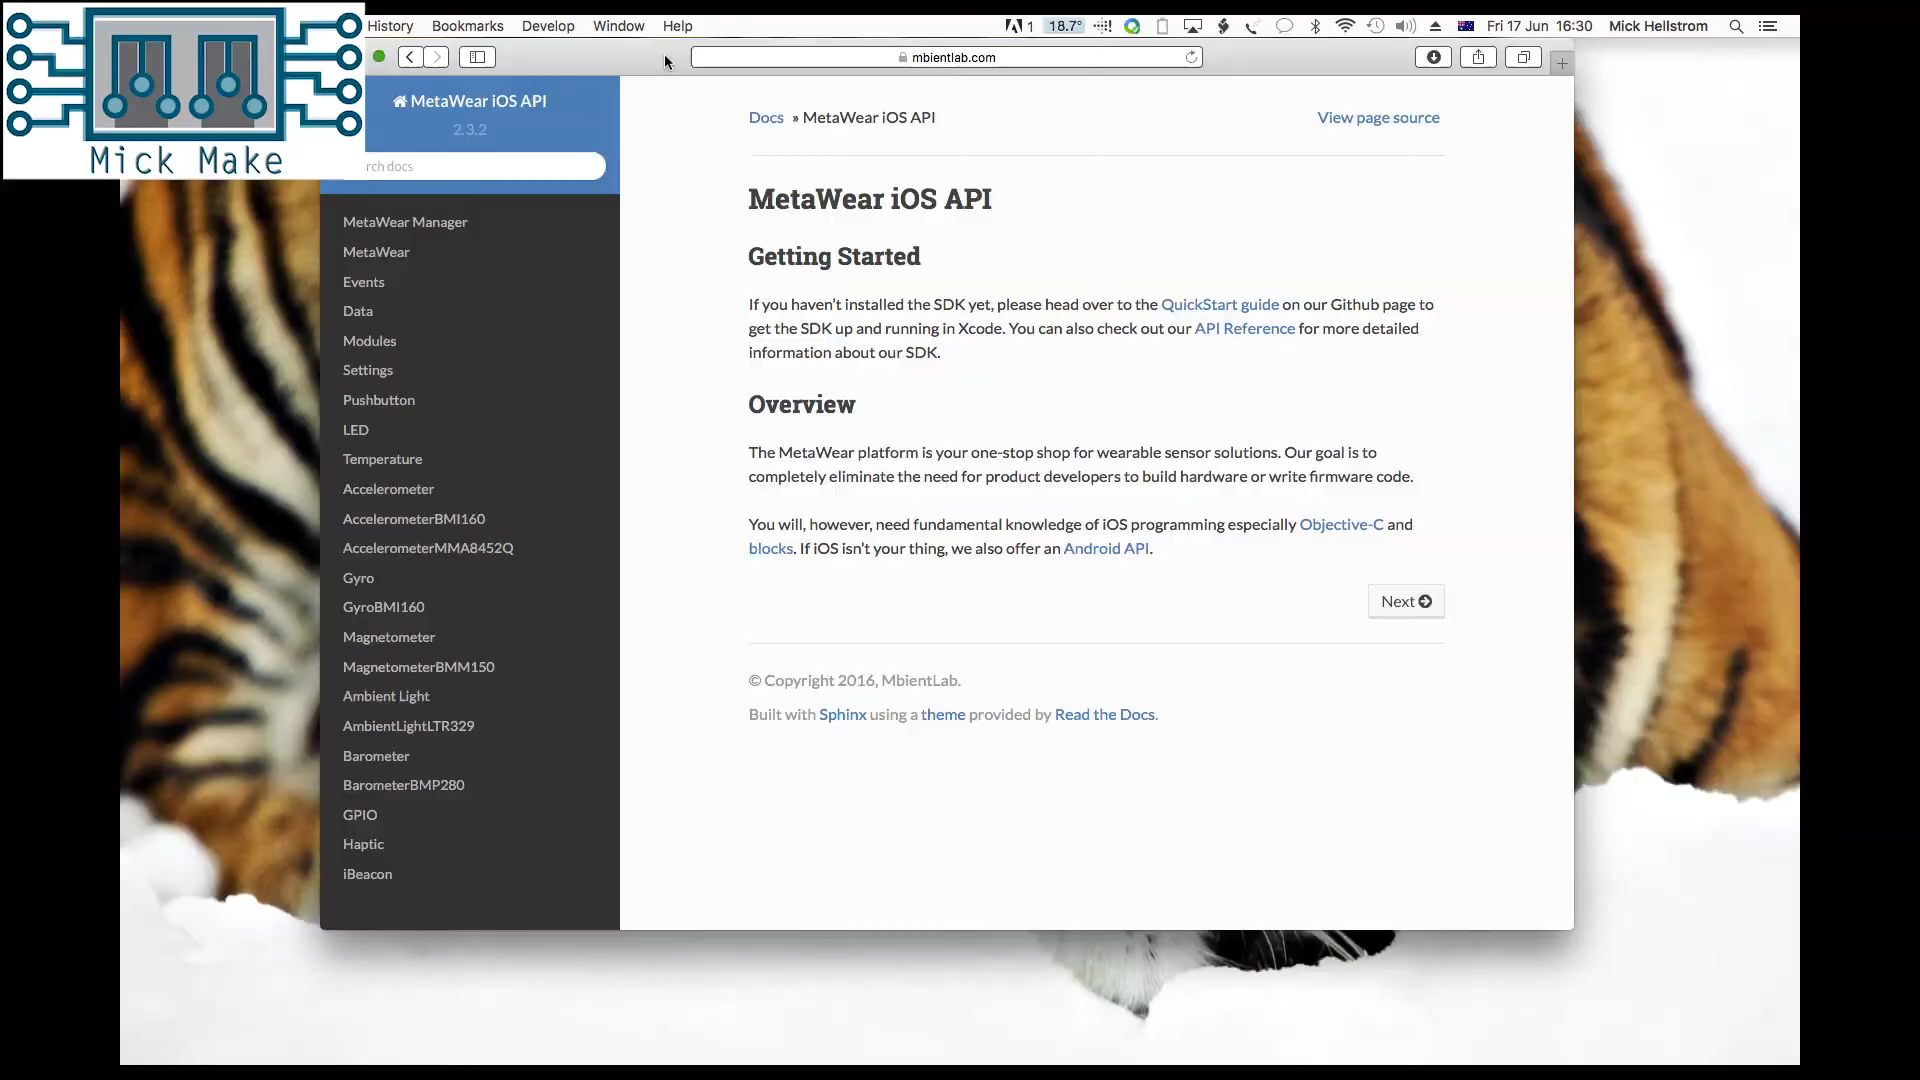 History Bookmarks Develop Window Help 1 18.7° Fri 17 Jun 16:30 Mick Hellstrom
mbientlab.com
Mick Make
MetaWear iOS API
2.3.2
rch docs
MetaWear Manager
MetaWear
Events
Data
Modules
Settings
Pushbutton
LED
Temperature
Accelerometer
AccelerometerBMI160
AccelerometerMMA8452Q
Gyro
GyroBMI160
Magnetometer
MagnetometerBMM150
Ambient Light
AmbientLightLTR329
Barometer
BarometerBMP280
GPIO
Haptic
iBeacon
Docs » MetaWear iOS API View page source
MetaWear iOS API
Getting Started
If you haven’t installed the SDK yet, please head over to the QuickStart guide on our Github page to
get the SDK up and running in Xcode. You can also check out our API Reference for more detailed
information about our SDK.
Overview
The MetaWear platform is your one-stop shop for wearable sensor solutions. Our goal is to
completely eliminate the need for product developers to build hardware or write firmware code.
You will, however, need fundamental knowledge of iOS programming especially Objective-C and
blocks. If iOS isn’t your thing, we also offer an Android API.
Next
© Copyright 2016, MbientLab.
Built with Sphinx using a theme provided by Read the Docs.